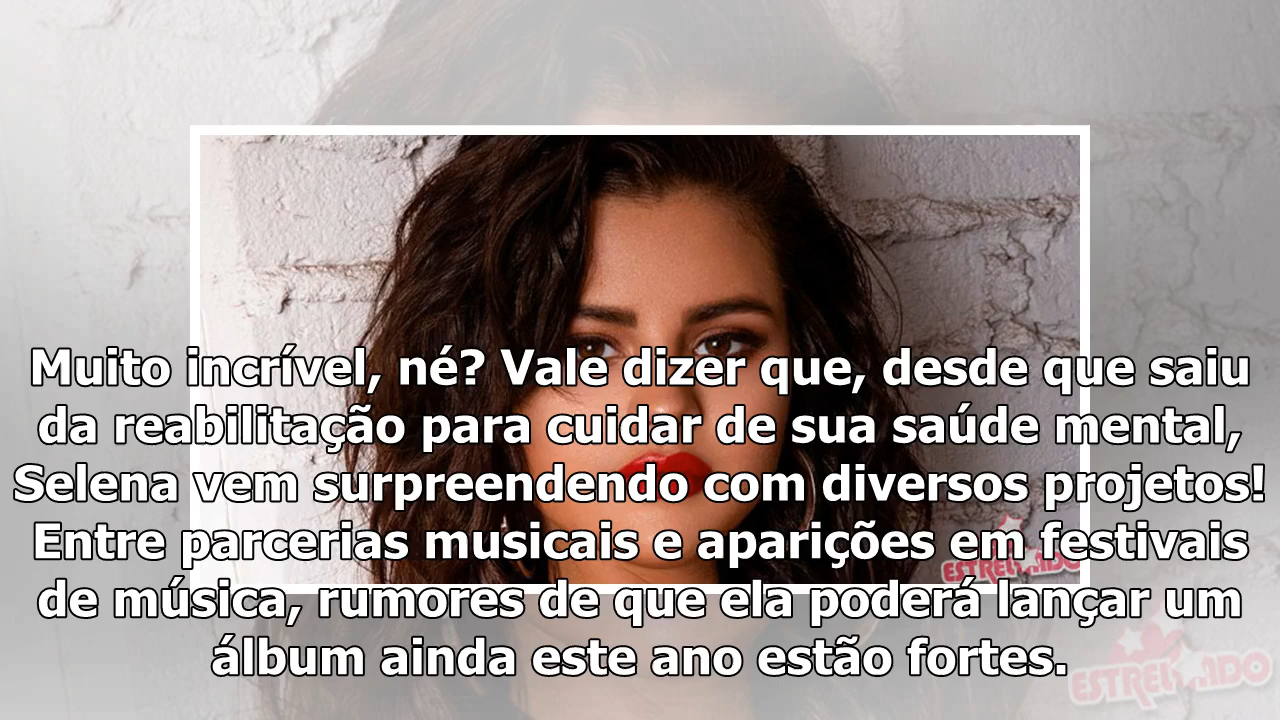 Muito incrível, né? Vale dizer que, desde que saiu
da reabilitação para cuidar de sua saúde mental,
Selena vem surpreendendo com diversos projetos!
Entre parcerias musicais e aparições em festivais
de música, rumores de que ela poderá lançar um
álbum ainda este ano estão fortes.